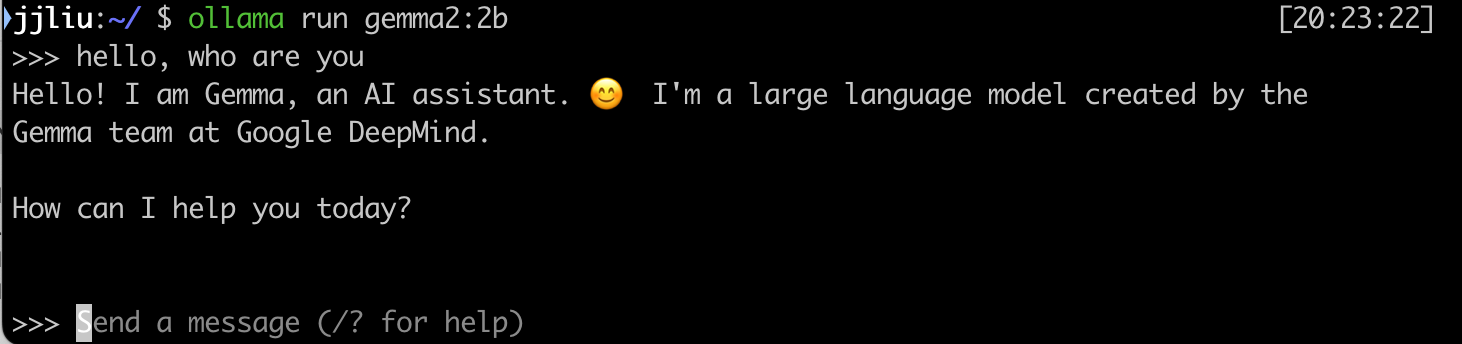 jjliu:~/ $ ollama run gemma2:2b [20:23:22]
>>> hello, who are you
Hello! I am Gemma, an AI assistant. 😊  I'm a large language model created by the
Gemma team at Google DeepMind.
How can I help you today?
>>> Send a message (/? for help)